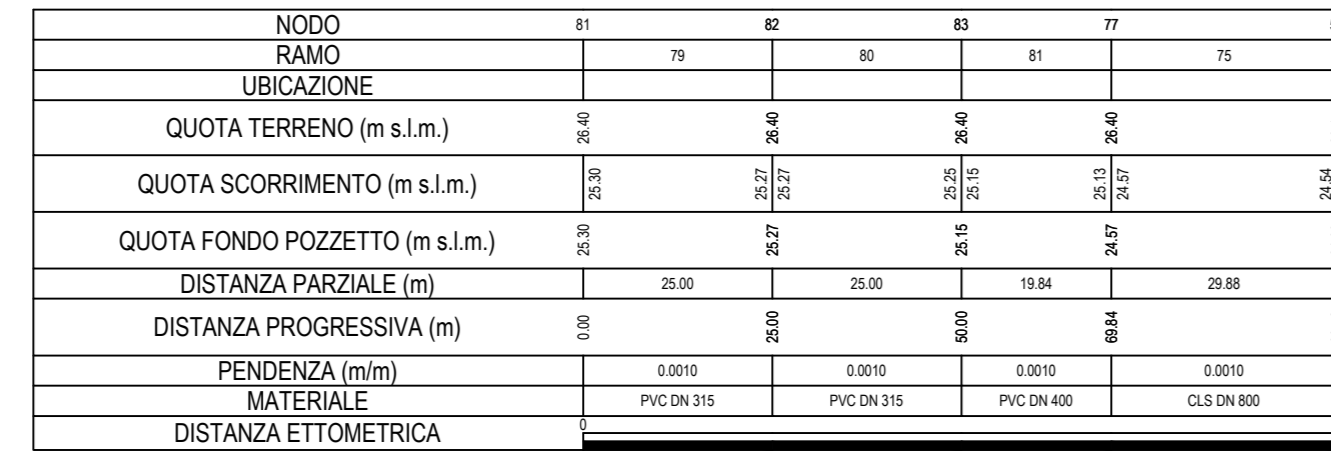 NODO 81 82 83 77
RAMO 79 80 81 75
UBICAZIONE
QUOTA TERRENO (m s.l.m.) 26.40 26.40 26.40 26.40
QUOTA SCORRIMENTO (m s.l.m.) 25.30 25.27 25.27 25.25 25.15 25.13 24.57 24.54
QUOTA FONDO POZZETTO (m s.l.m.) 25.30 25.27 25.15 24.57
DISTANZA PARZIALE (m) 25.00 25.00 19.84 29.88
DISTANZA PROGRESSIVA (m) 0.00 25.00 50.00 69.84
PENDENZA (m/m) 0.0010 0.0010 0.0010 0.0010
MATERIALE PVC DN 315 PVC DN 315 PVC DN 400 CLS DN 800
DISTANZA ETTOMETRICA 0